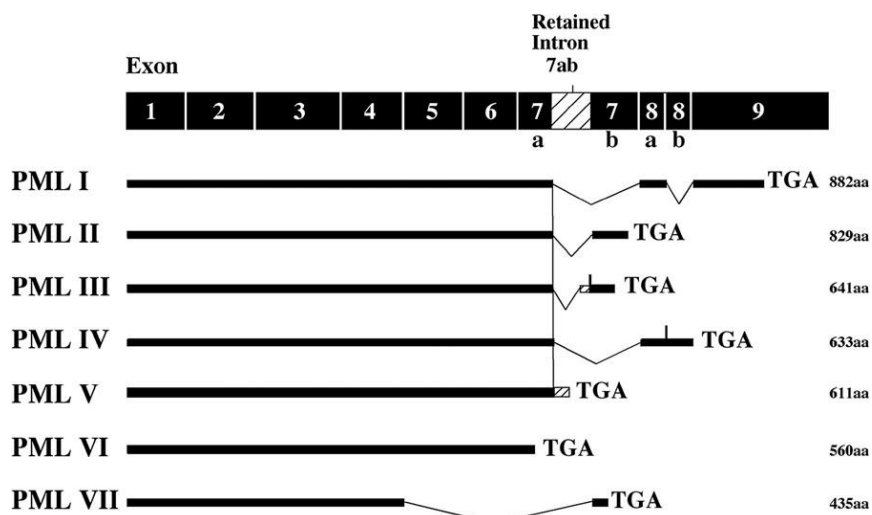 Retained
Intron
7ab
Exon
1 2 3 4 5 6 7 7 8 8 9
a b a b
PML I TGA 882aa
PML II TGA 829aa
PML III TGA 641aa
PML IV TGA 633aa
PML V TGA 611aa
PML VI TGA 560aa
PML VII TGA 435aa